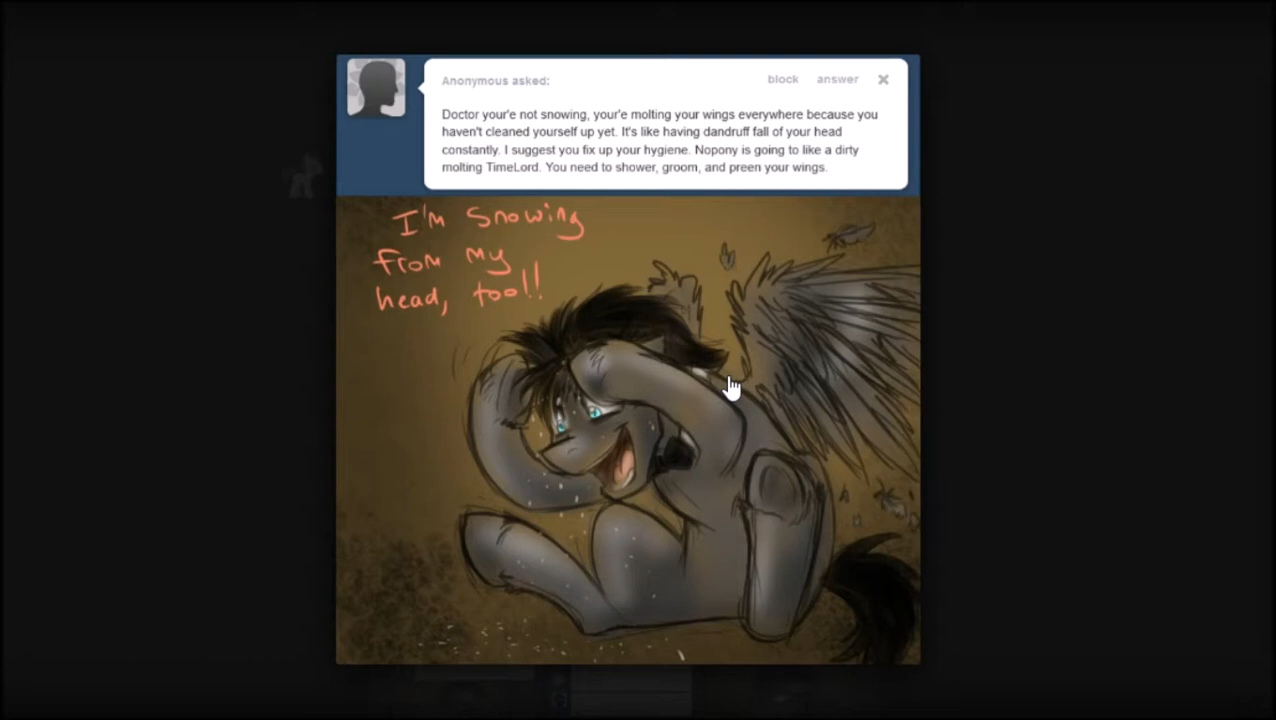 Anonymous asked:
block
answer
Doctor your'e not snowing, your'e molting your wings everywhere because you
haven't cleaned yourself up yet. It's like having dandruff fall of your head
constantly. I suggest you fix up your hygiene. Nopony is going to like a dirty
molting TimeLord. You need to shower, groom, and preen your wings.
I'm snowing
from my
head, too!!